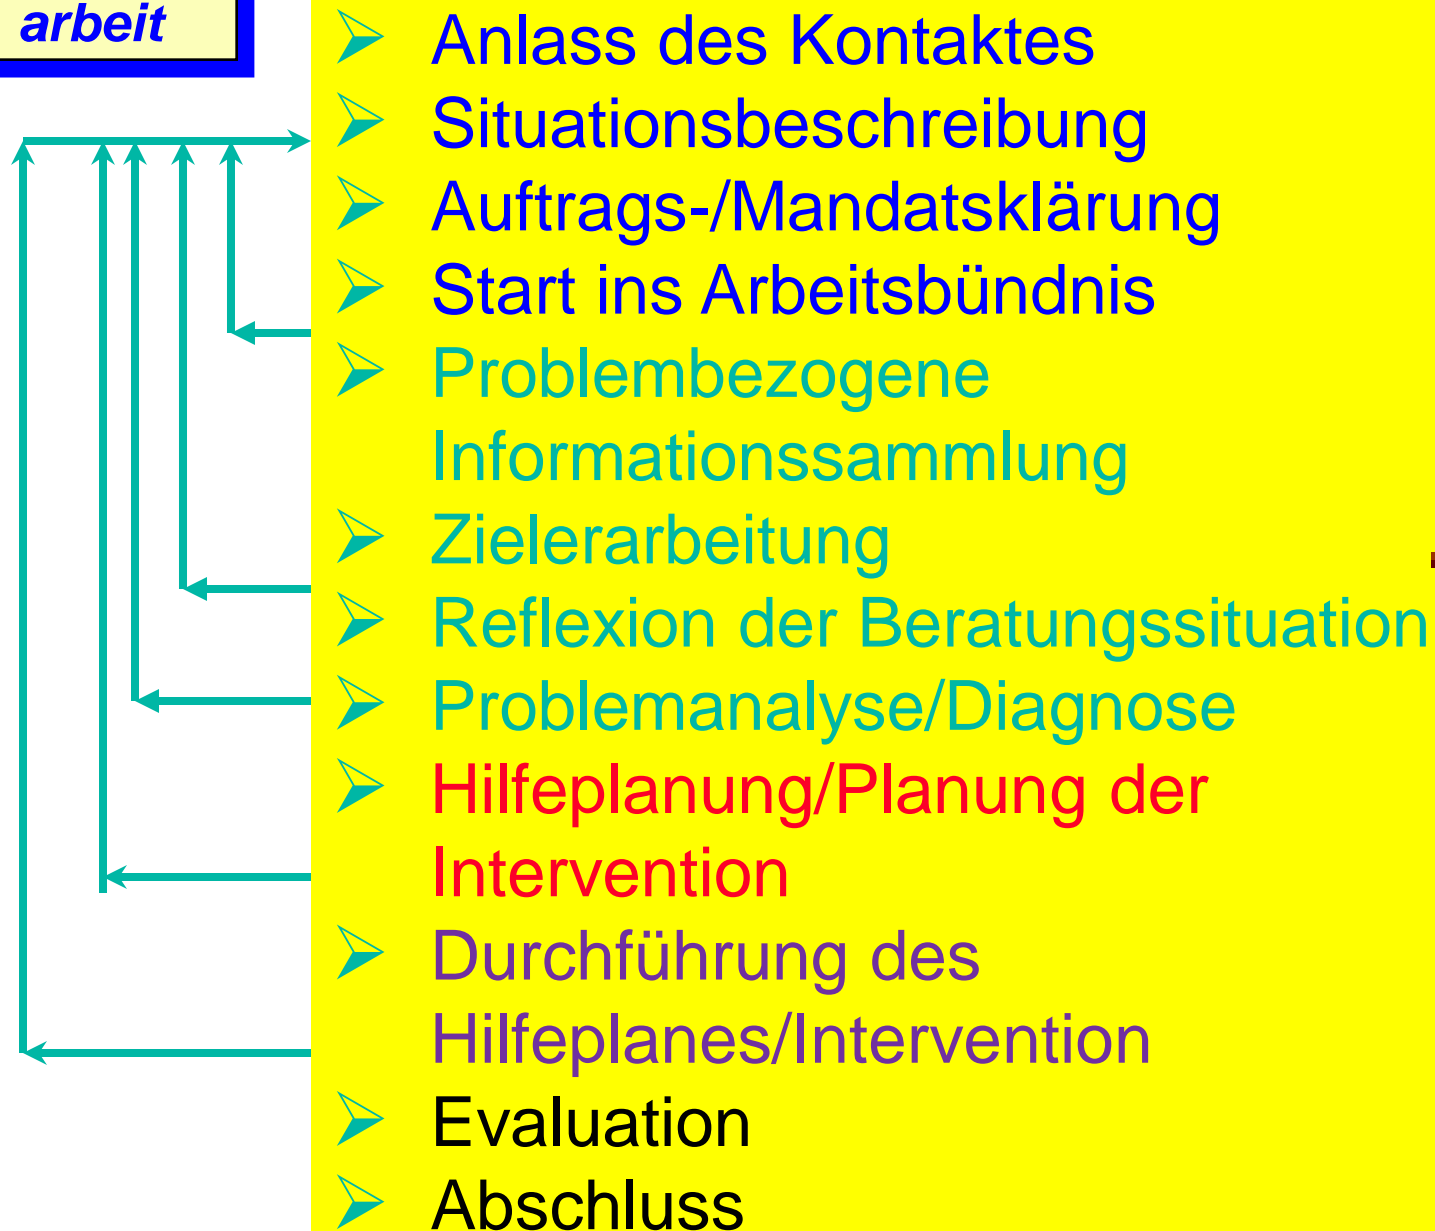 arbeit
Anlass des Kontaktes
Situationsbeschreibung
Auftrags-/Mandatsklärung
Start ins Arbeitsbündnis
Problembezogene
Informationssammlung
Zielerarbeitung
Reflexion der Beratungssituation
Problemanalyse/Diagnose
Hilfeplanung/Planung der
Intervention
Durchführung des
Hilfeplanes/Intervention
Evaluation
Abschluss